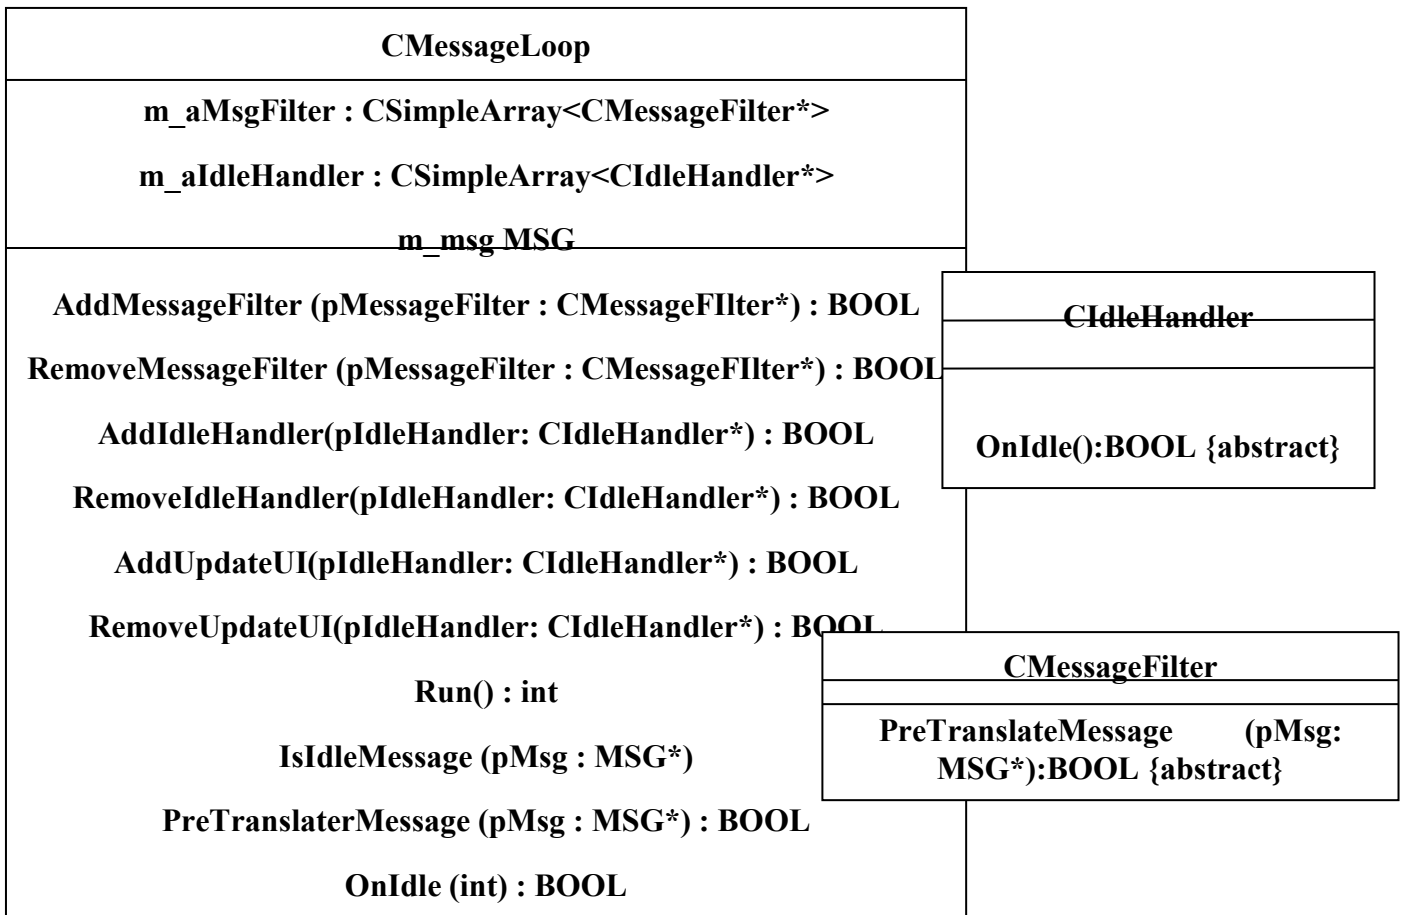 CMessageLoop
m_aMsgFilter : CSimpleArray<CMessageFilter*>
m_aIdleHandler : CSimpleArray<CIdleHandler*>
m_msg MSG
AddMessageFilter (pMessageFilter : CMessageFIlter*) : BOOL
RemoveMessageFilter (pMessageFilter : CMessageFIlter*) : BOOL
AddIdleHandler(pIdleHandler: CIdleHandler*) : BOOL
RemoveIdleHandler(pIdleHandler: CIdleHandler*) : BOOL
AddUpdateUI(pIdleHandler: CIdleHandler*) : BOOL
RemoveUpdateUI(pIdleHandler: CIdleHandler*) : BOOL
Run() : int
IsIdleMessage (pMsg : MSG*)
PreTranslaterMessage (pMsg : MSG*) : BOOL
OnIdle (int) : BOOL
CIdleHandler
OnIdle():BOOL {abstract}
CMessageFilter
PreTranslateMessage (pMsg:
MSG*):BOOL {abstract}